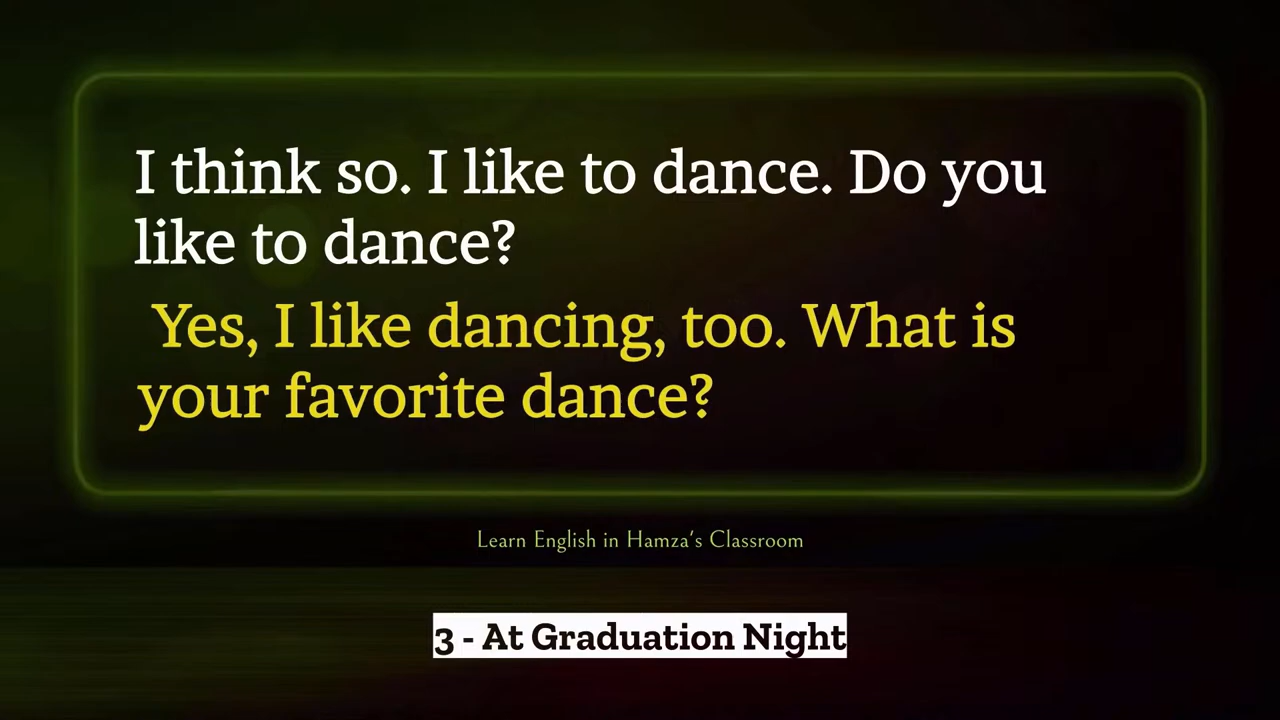 I think so. I like to dance. Do you
like to dance?
Yes, I like dancing, too. What is
your favorite dance?
Learn English in Hamza's Classroom
3 - At Graduation Night